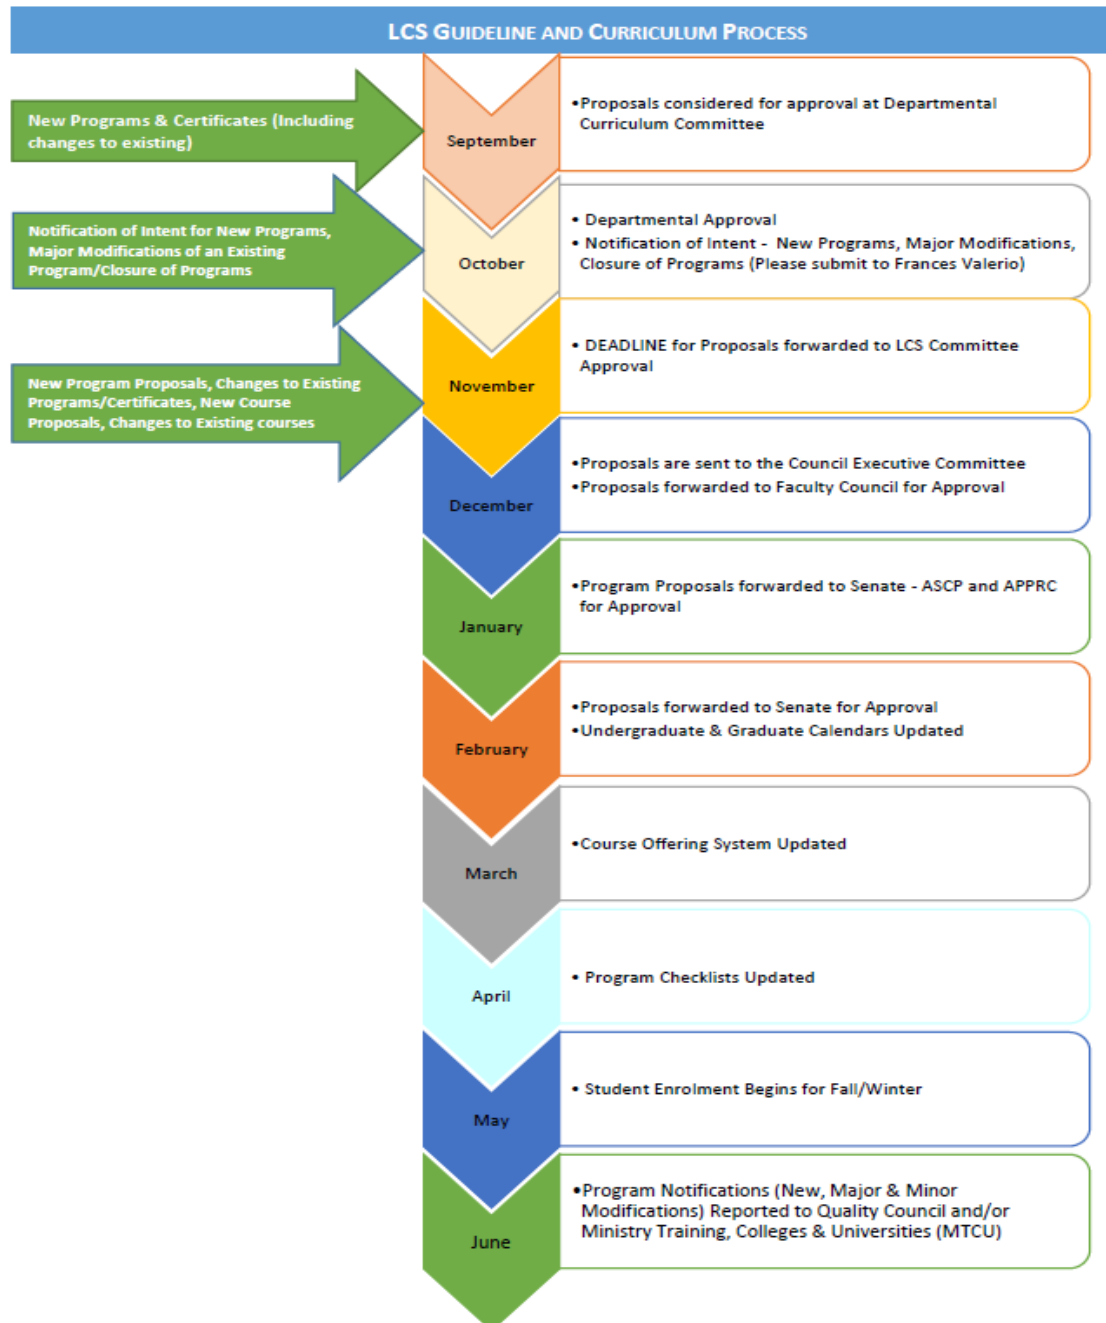 LCS GUIDELINE AND CURRICULUM PROCESS
New Programs & Certificates (Including
changes to existing)
September
•Proposals considered for approval at Departmental
Curriculum Committee
Notification of Intent for New Programs,
Major Modifications of an Existing
Program/Closure of Programs
October
• Departmental Approval
• Notification of Intent - New Programs, Major Modifications,
Closure of Programs (Please submit to Frances Valerio)
New Program Proposals, Changes to Existing
Programs/Certificates, New Course
Proposals, Changes to Existing courses
November
• DEADLINE for Proposals forwarded to LCS Committee
Approval
December
•Proposals are sent to the Council Executive Committee
•Proposals forwarded to Faculty Council for Approval
January
•Program Proposals forwarded to Senate - ASCP and APPRC
for Approval
February
•Proposals forwarded to Senate for Approval
•Undergraduate & Graduate Calendars Updated
March
•Course Offering System Updated
April
• Program Checklists Updated
May
• Student Enrolment Begins for Fall/Winter
June
•Program Notifications (New, Major & Minor
Modifications) Reported to Quality Council and/or
Ministry Training, Colleges & Universities (MTCU)